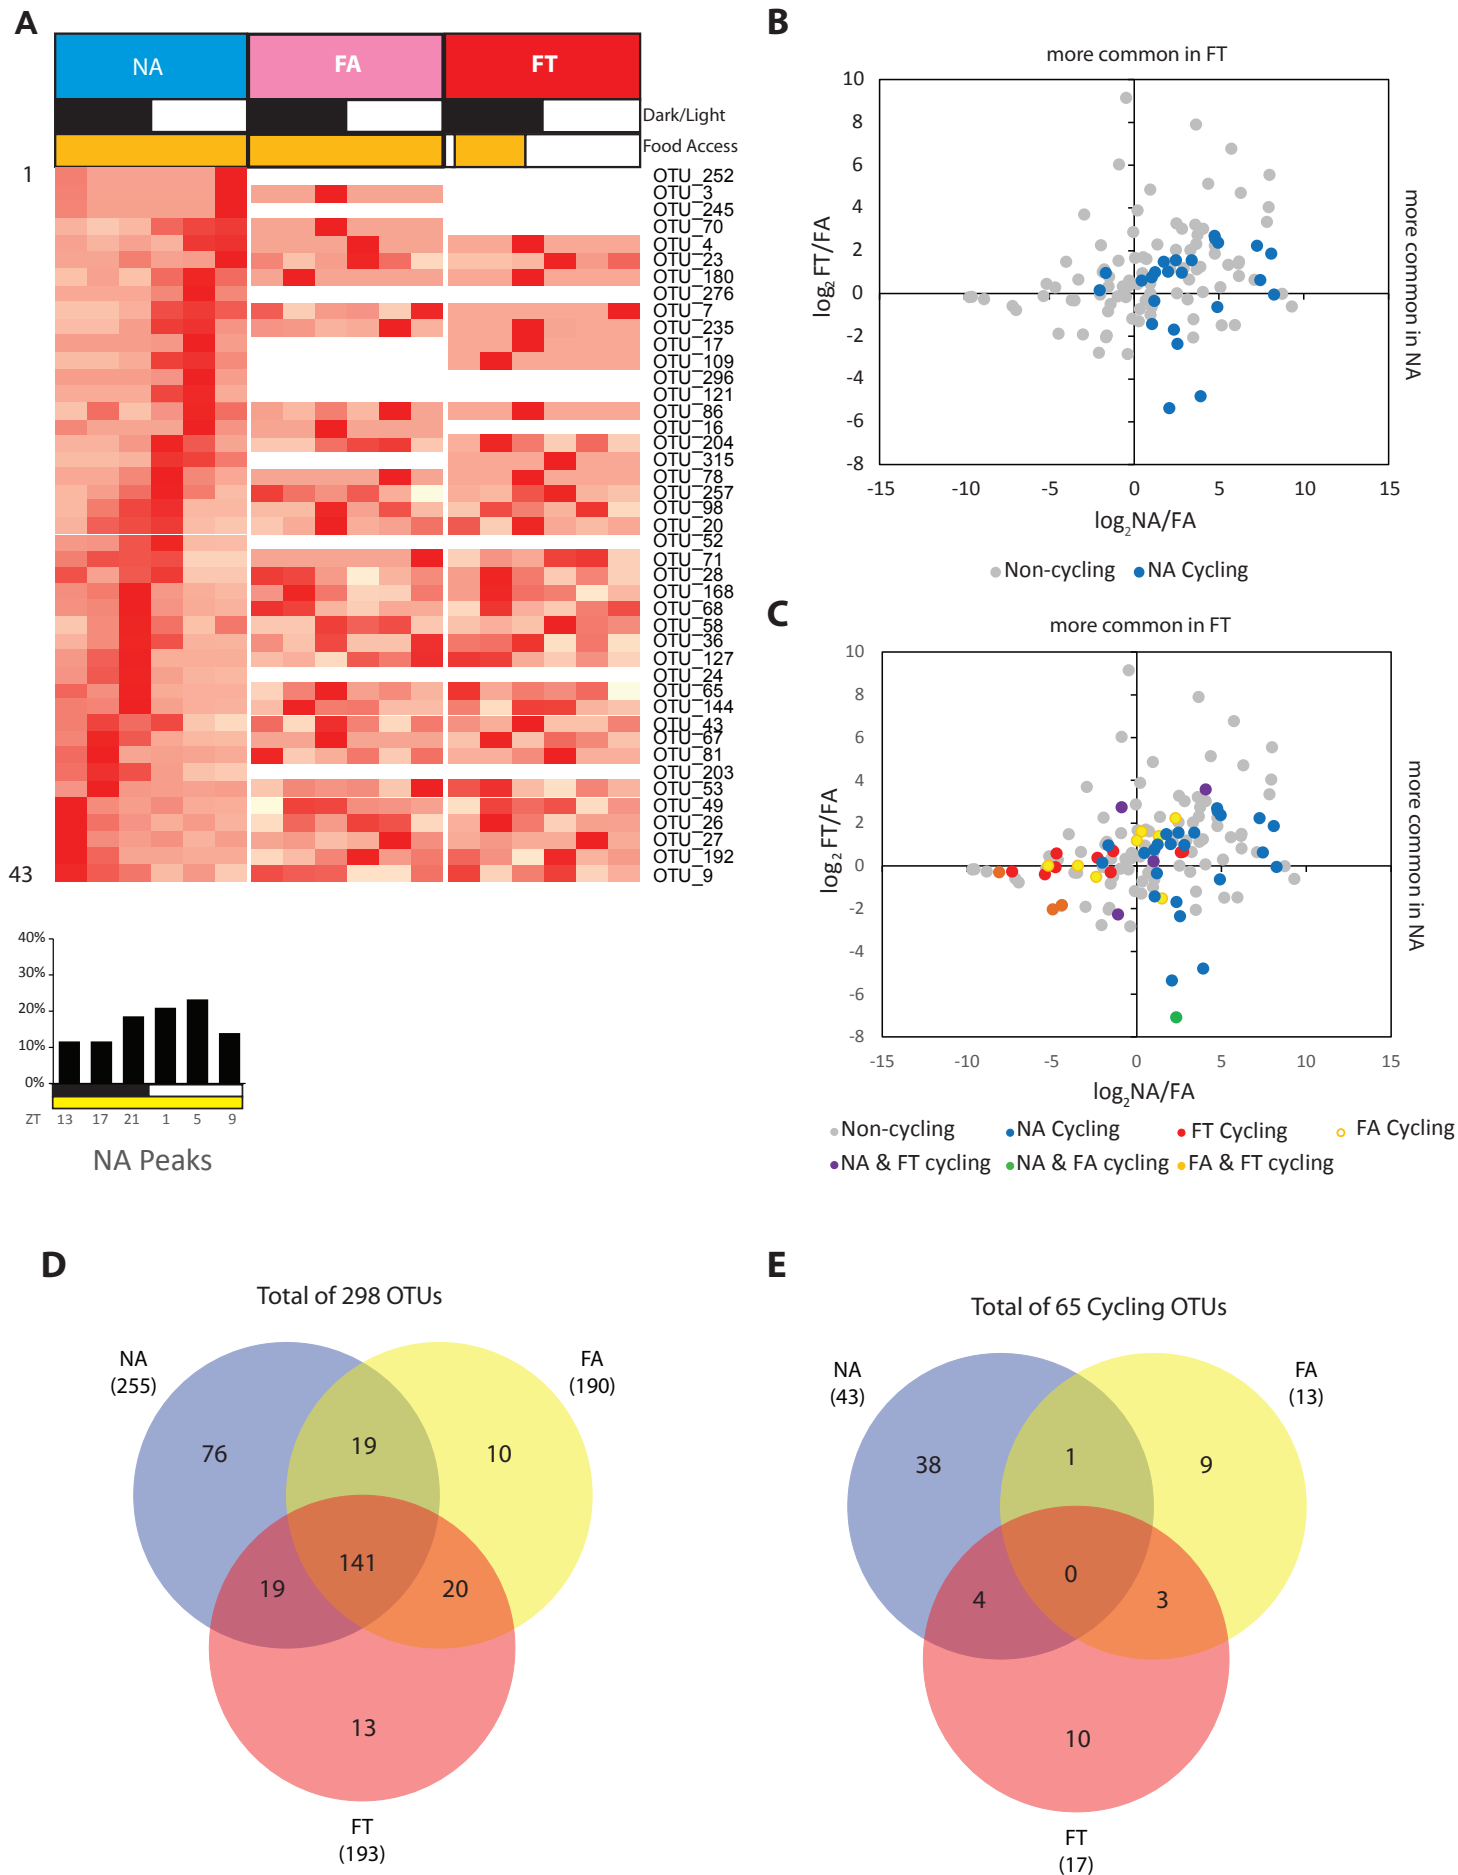 A
NA
FA
FT
Dark/Light
Food Access
1
43
OTU_252
OTU_3
OTU_245
OTU_70
OTU_4
OTU_23
OTU_180
OTU_276
OTU_7
OTU_235
OTU_17
OTU_109
OTU_296
OTU_121
OTU_86
OTU_16
OTU_204
OTU_315
OTU_78
OTU_257
OTU_98
OTU_20
OTU_52
OTU_71
OTU_28
OTU_168
OTU_68
OTU_58
OTU_36
OTU_127
OTU_24
OTU_65
OTU_144
OTU_43
OTU_67
OTU_81
OTU_203
OTU_53
OTU_49
OTU_26
OTU_27
OTU_192
OTU_9
40%
30%
20%
10%
0%
ZT 13 17 21 1 5 9
NA Peaks
B
more common in FT
10
8
6
4
2
0
-2
-4
-6
-8
log2 FT/FA
more common in NA
-15 -10 -5 0 5 10 15
log2NA/FA
Non-cycling NA Cycling
C
more common in FT
10
8
6
4
2
0
-2
-4
-6
-8
log2 FT/FA
more common in NA
-15 -10 -5 0 5 10 15
log2NA/FA
Non-cycling NA Cycling FT Cycling FA Cycling
NA & FT cycling NA & FA cycling FA & FT cycling
D
Total of 298 OTUs
NA
(255)
FA
(190)
76
19
10
141
19
20
13
FT
(193)
E
Total of 65 Cycling OTUs
NA
(43)
FA
(13)
38
1
9
0
4
3
10
FT
(17)